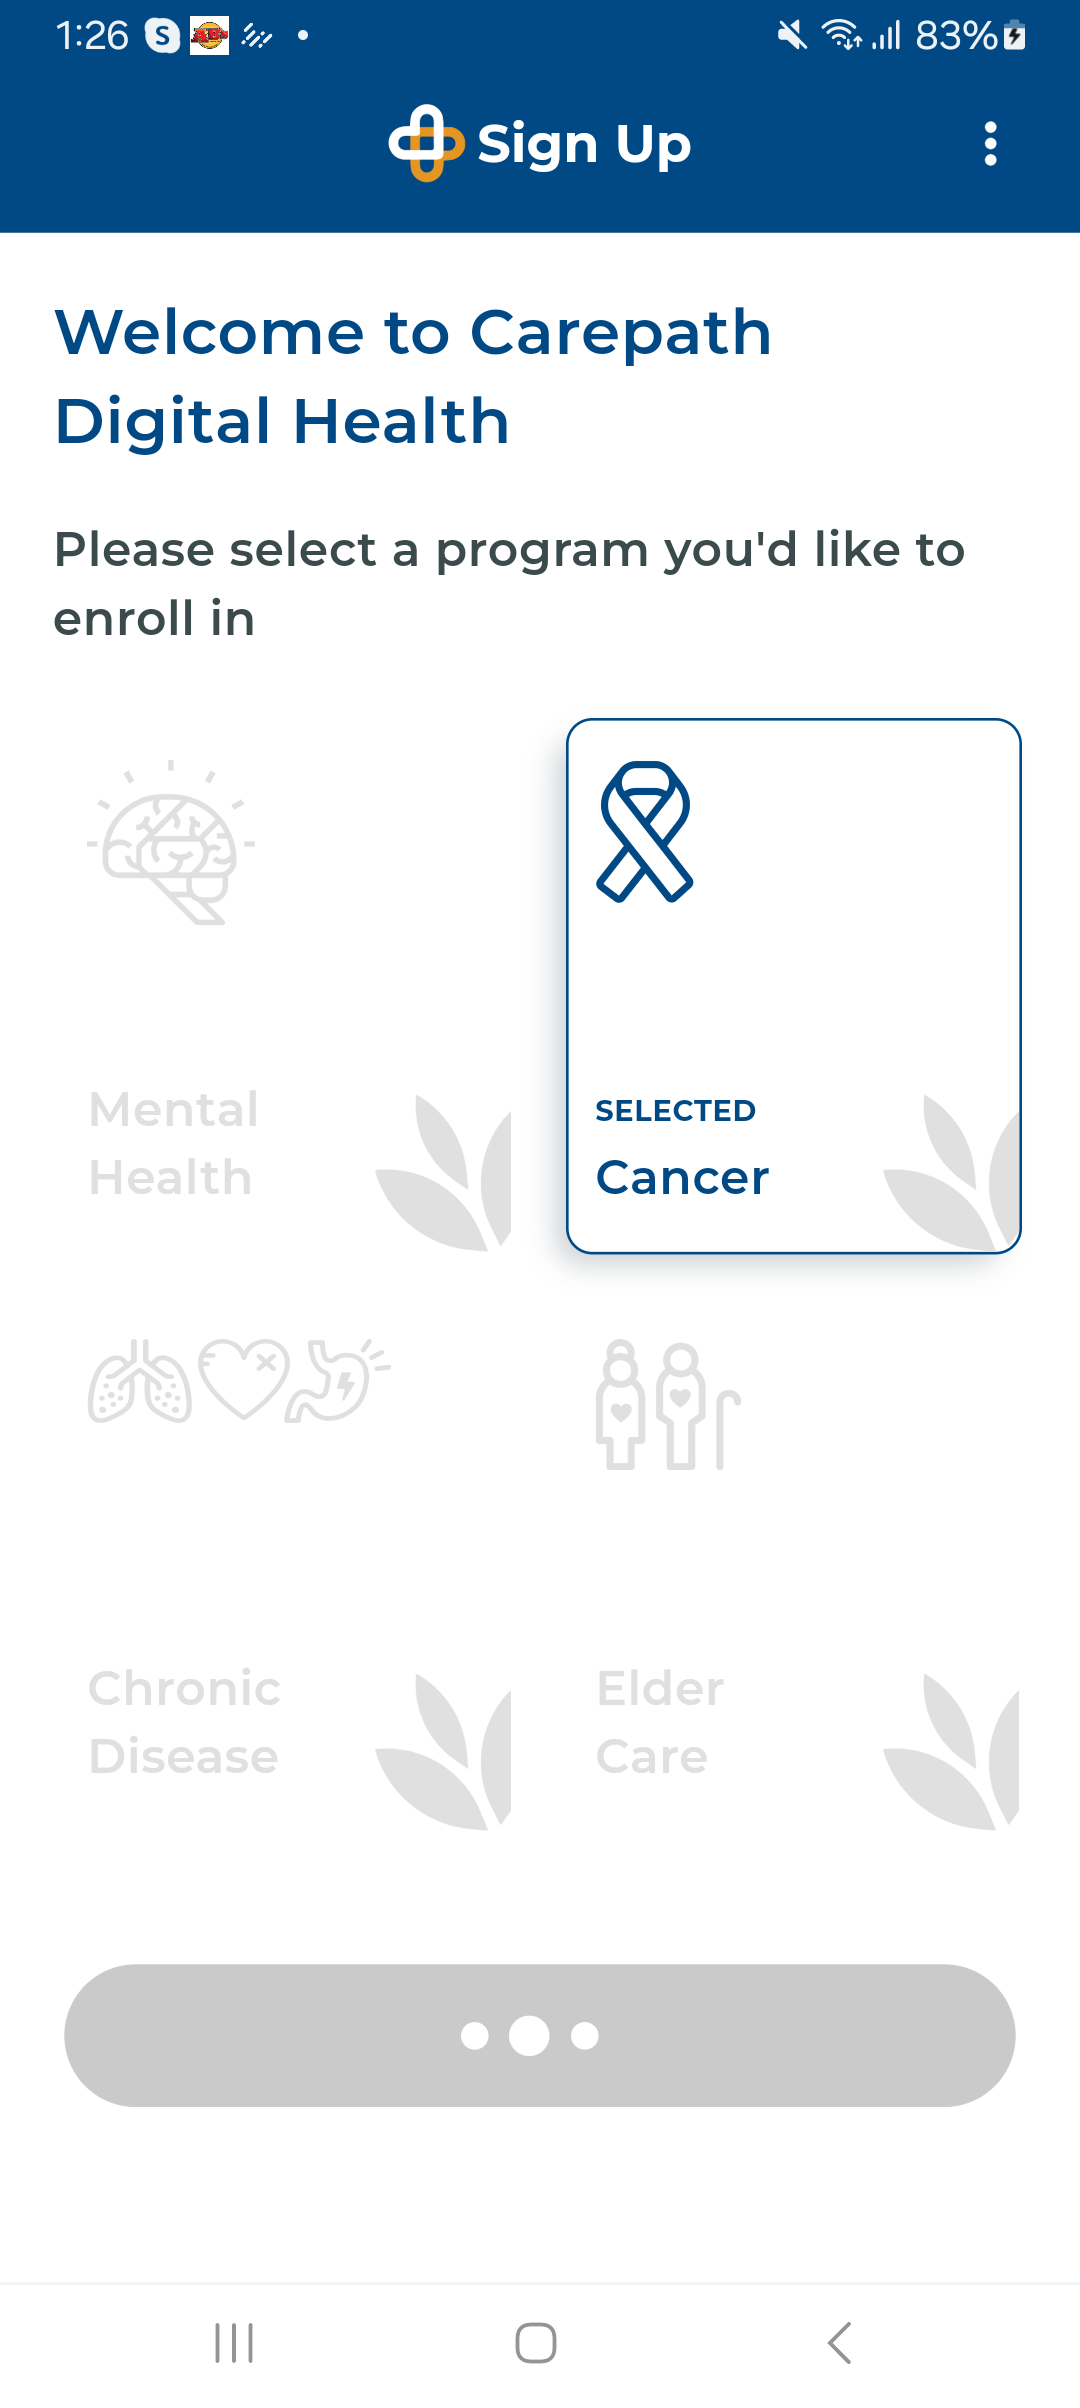 1:26
83%
Sign Up
Welcome to Carepath
Digital Health
Please select a program you'd like to
enroll in
Mental
Health
SELECTED
Cancer
Chronic
Disease
Elder
Care